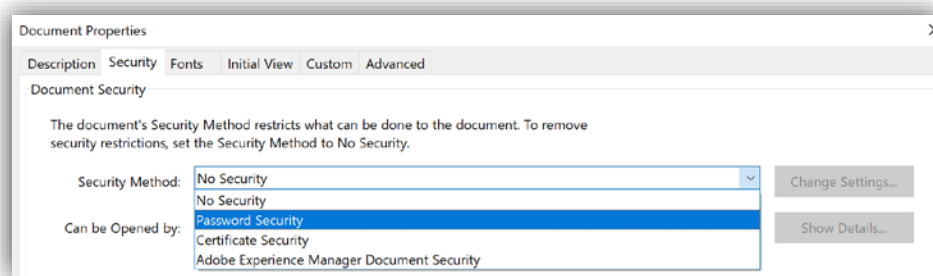 Document Properties
Description Security Fonts Initial View Custom Advanced
Document Security
The document's Security Method restricts what can be done to the document. To remove
security restrictions, set the Security Method to No Security.
Security Method: No Security Change Settings...
No Security
Password Security
Can be Opened by: Show Details...
Certificate Security
Adobe Experience Manager Document Security